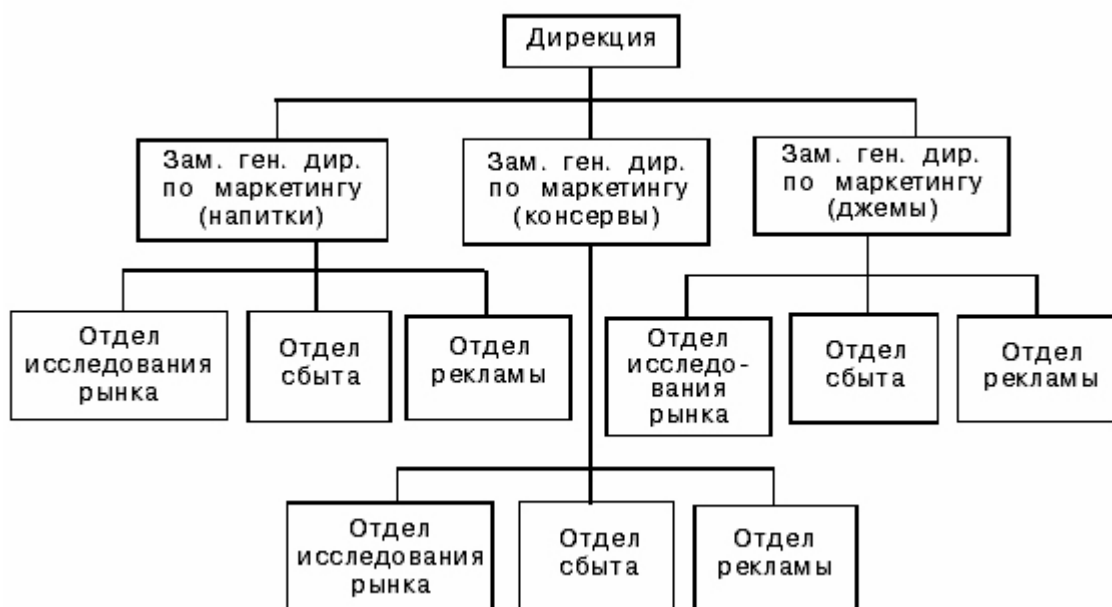 Дирекция
Зам. ген. дир.
по маркетингу
(напитки)
Зам. ген. дир.
по маркетингу
(консервы)
Зам. ген. дир.
по маркетингу
(джемы)
Отдел
исследования
рынка
Отдел
сбыта
Отдел
рекламы
Отдел
исследо-
вания
рынка
Отдел
сбыта
Отдел
рекламы
Отдел
исследования
рынка
Отдел
сбыта
Отдел
рекламы